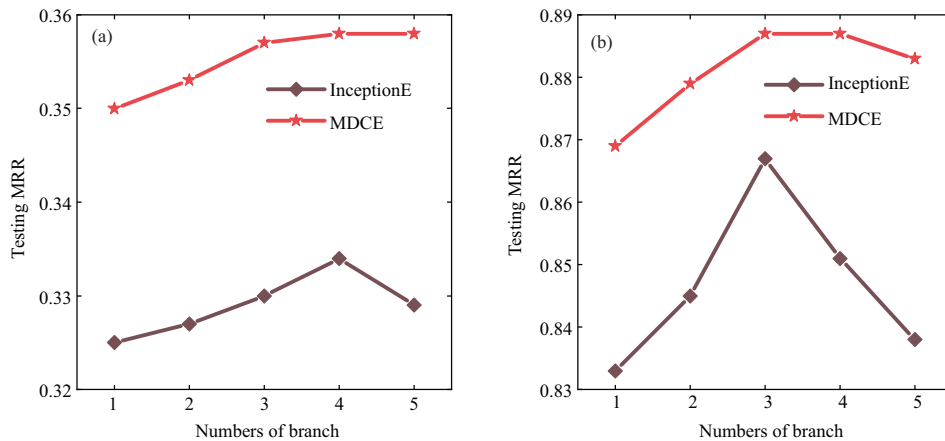 (a)
InceptionE
MDCE
Testing MRR
0.36
0.35
0.34
0.33
0.32
1 2 3 4 5
Numbers of branch
(b)
InceptionE
MDCE
Testing MRR
0.89
0.88
0.87
0.86
0.85
0.84
0.83
1 2 3 4 5
Numbers of branch